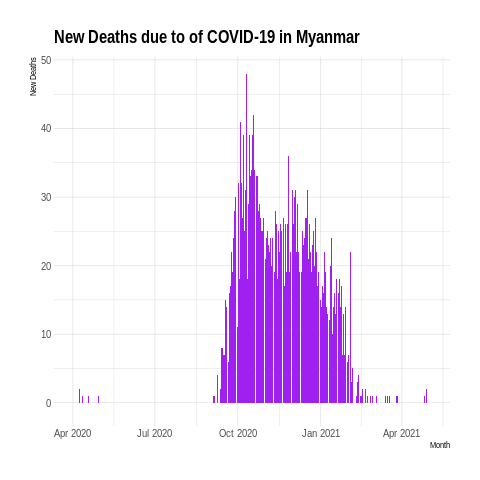 New Deaths due to of COVID-19 in Myanmar
New Deaths
50
40
30
20
10
0
Apr 2020 Jul 2020 Oct 2020 Jan 2021 Apr 2021
Month